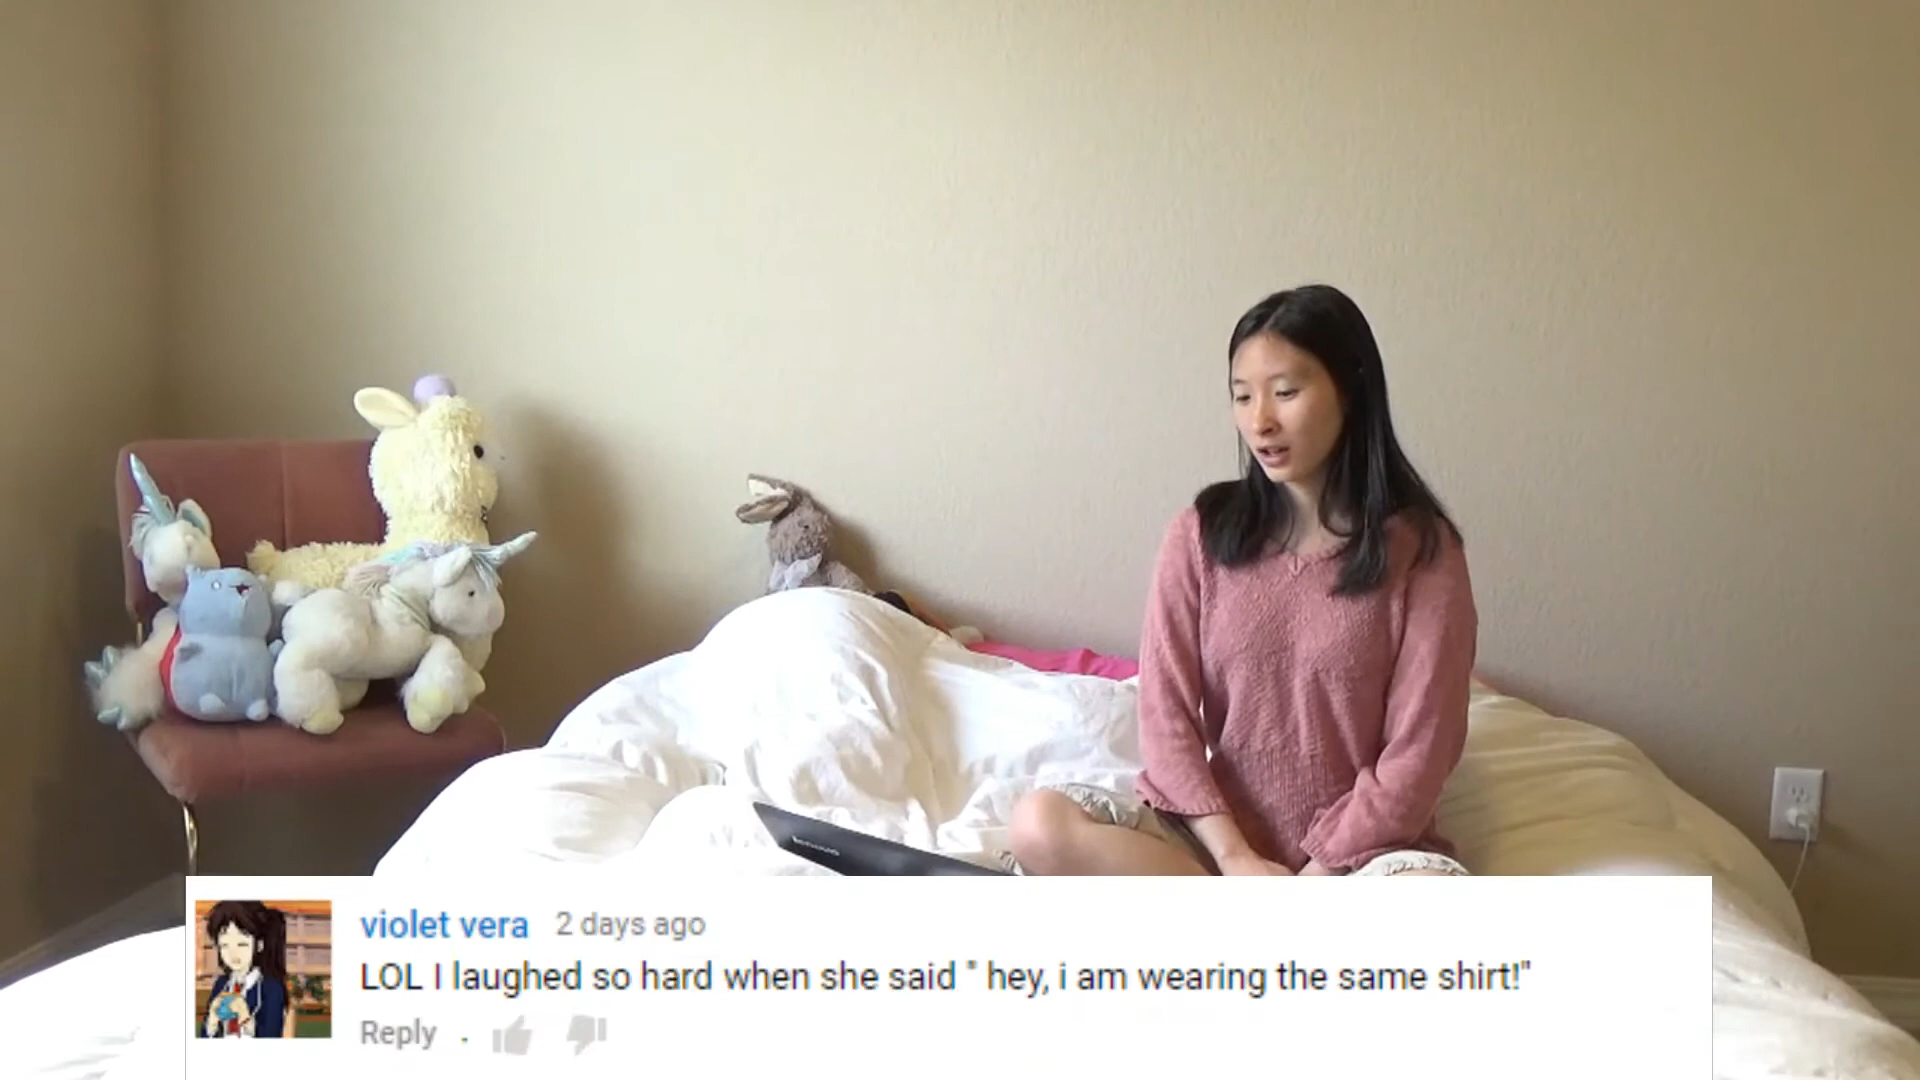 lenovo
violet vera 2 days ago
LOL I laughed so hard when she said " hey, i am wearing the same shirt!"
Reply .